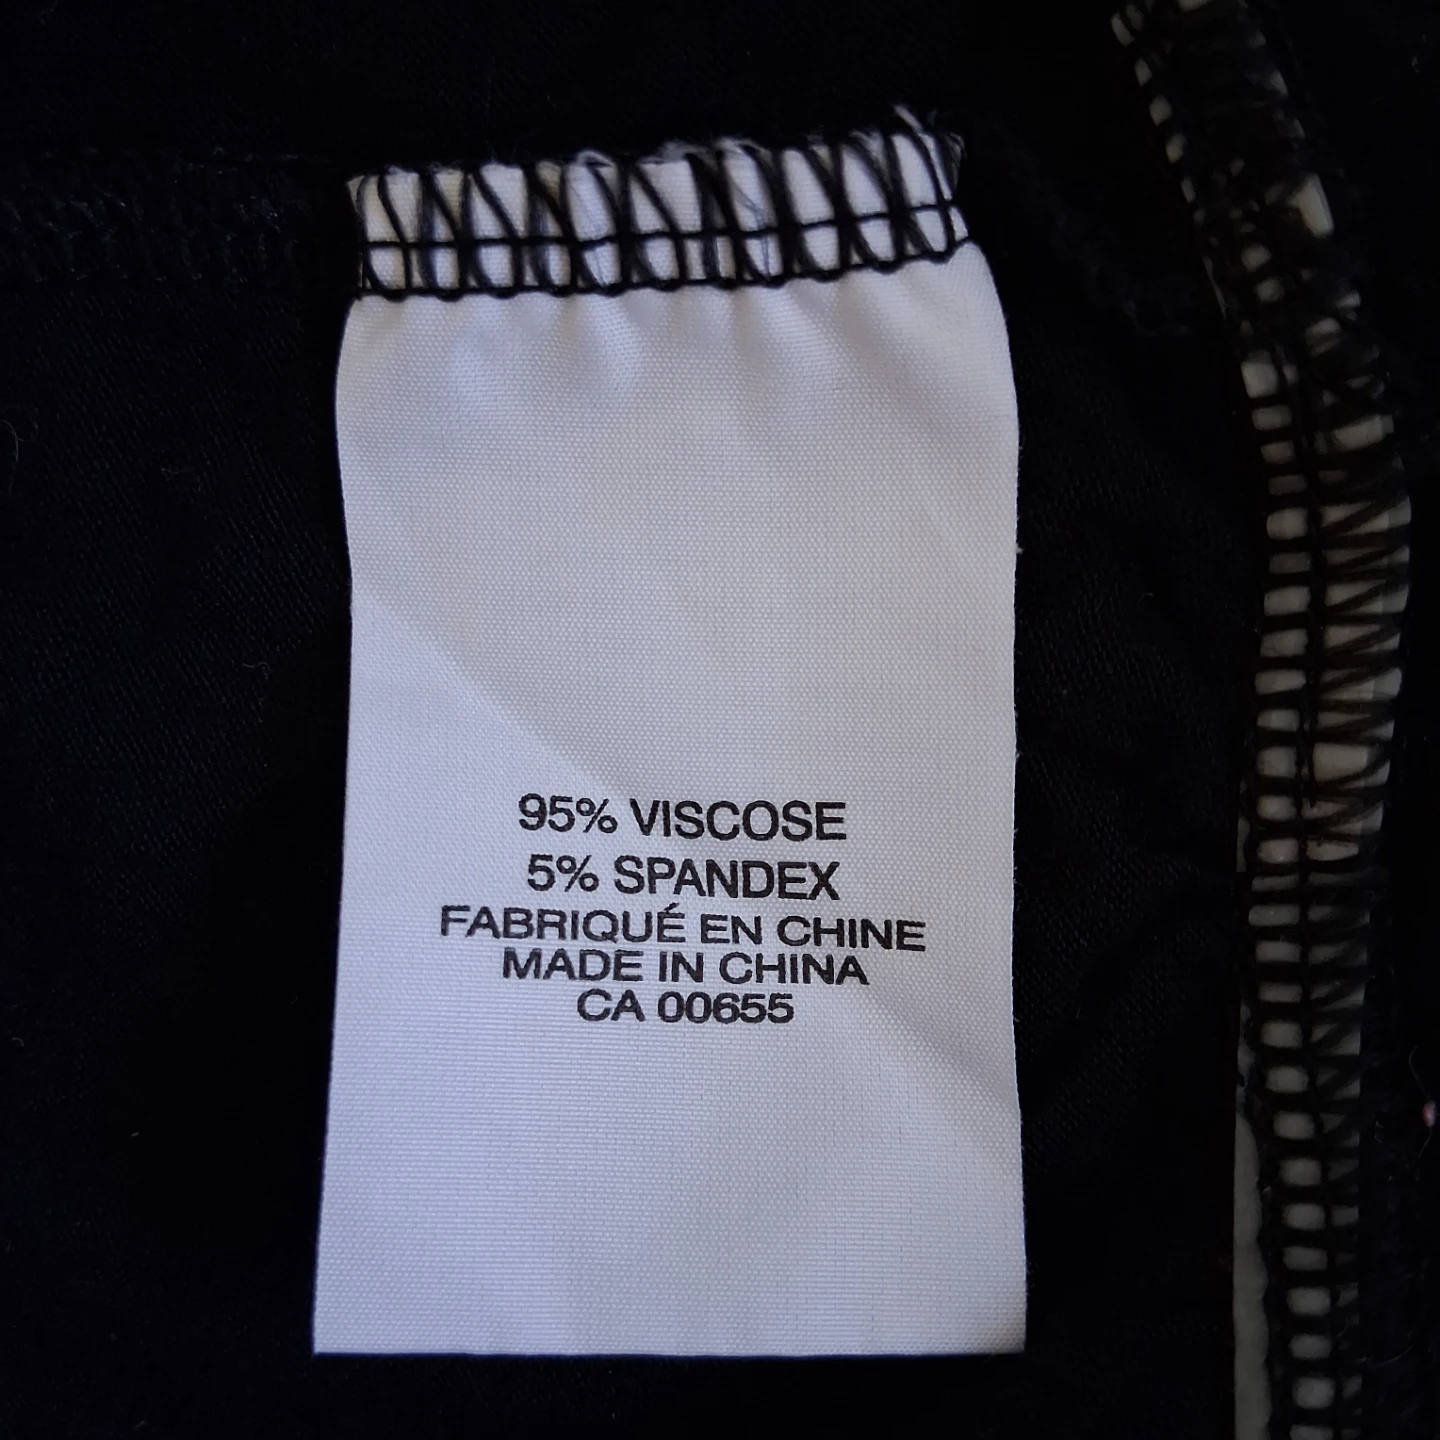 95% VISCOSE
5% SPANDEX
FABRIQUÉ EN CHINE
MADE IN CHINA
CA 00655